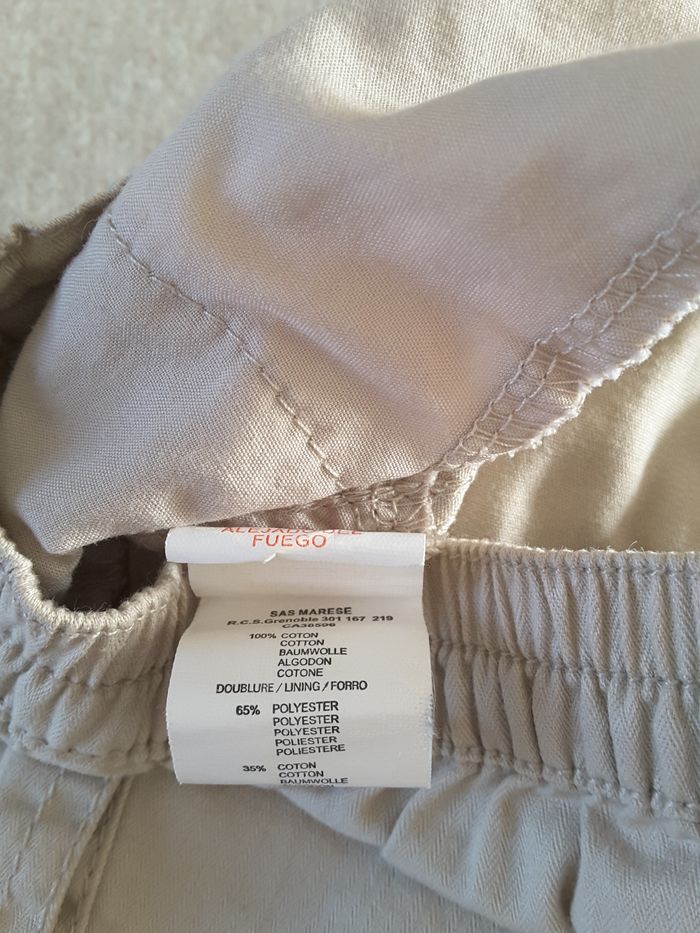 FUEGO
SAS MARESE
R.C.S.Grenoble 301 167 219
CA38596
100% COTON
COTTON
BAUMWOLLE
ALGODON
COTONE
DOUBLURE / LINING / FORRO
65% POLYESTER
POLYESTER
POLYESTER
POLIESTER
POLIESTERE
35% COTON
COTTON
BAUMWOLLE